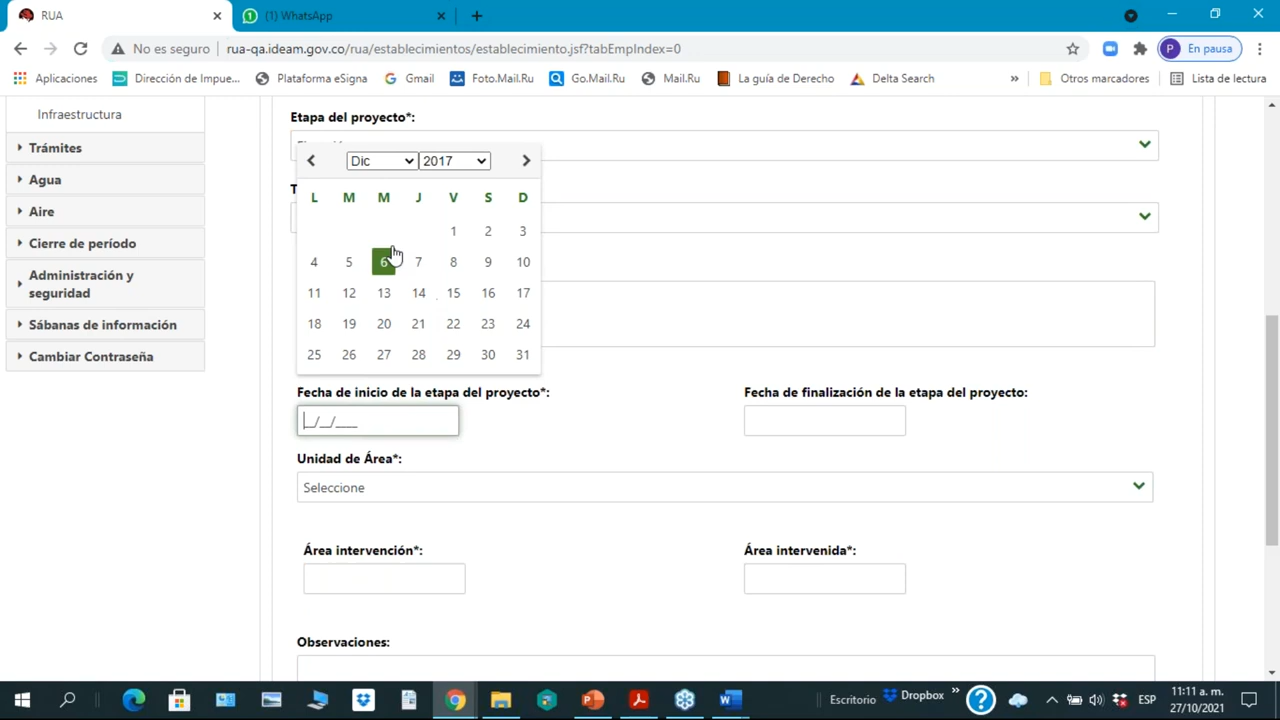 RUA
(1) WhatsApp
No es seguro
rua-qa.ideam.gov.co/rua/establecimientos/establecimiento.jsf?tabEmpIndex=0
P En pausa
Aplicaciones
Dirección de Impue...
Plataforma eSigna
Gmail
Foto.Mail.Ru
Go.Mail.Ru
Mail.Ru
La guía de Derecho
Delta Search
»
Otros marcadores
Lista de lectura
Infraestructura
Trámites
Agua
Aire
Cierre de período
Administración y
seguridad
Sábanas de información
Cambiar Contraseña
Etapa del proyecto*:
Dic 2017
L M M J V S D
1 2 3
4 5 6 7 8 9 10
11 12 13 14 15 16 17
18 19 20 21 22 23 24
25 26 27 28 29 30 31
Fecha de inicio de la etapa del proyecto*:
Fecha de finalización de la etapa del proyecto:
__/__/____
Unidad de Área*:
Seleccione
Área intervención*:
Área intervenida*:
Observaciones:
Escritorio
Dropbox
»
ESP
11:11 a. m.
27/10/2021